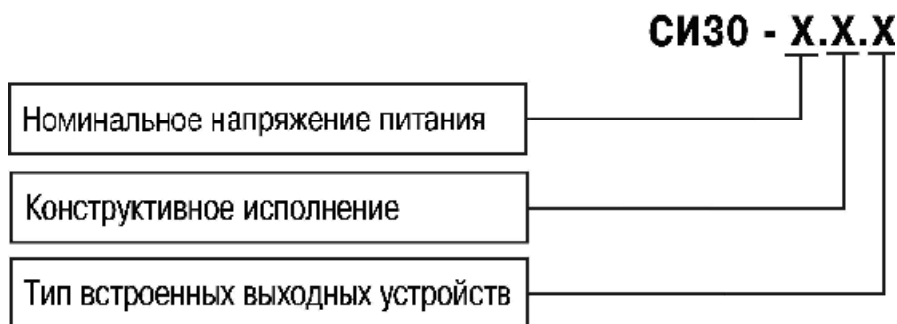 СИ30 - X.X.X
Номинальное напряжение питания
Конструктивное исполнение
Тип встроенных выходных устройств